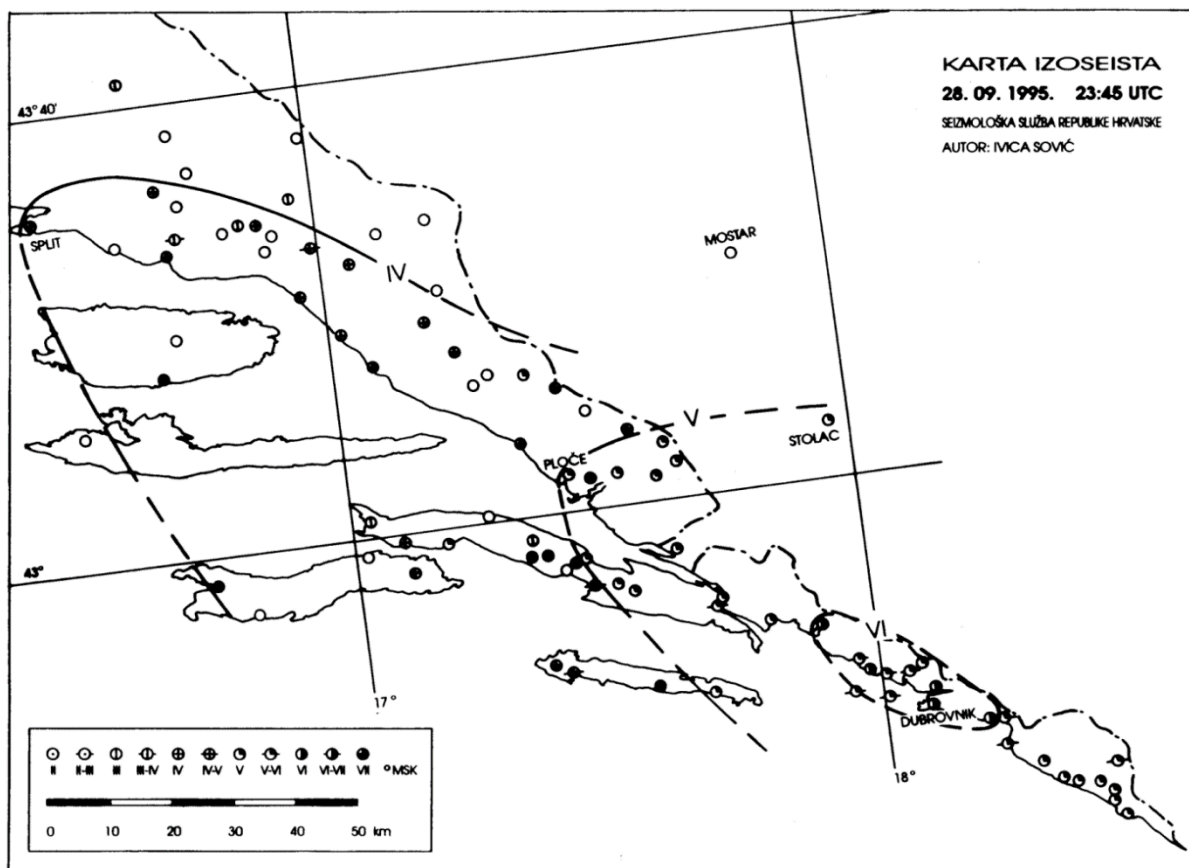 KARTA IZOSEISTA
28. 09. 1995. 23:45 UTC
SEIZMOLOŠKA SLUŽBA REPUBLIKE HRVATSKE
AUTOR: IVICA SOVIĆ
43° 40'
SPLIT
MOSTAR
IV
V
STOLAC
PLOČE
43°
VI
17°
DUBROVNIK
18°
II II-III III III-IV IV IV-V V V-VI VI VI-VII VII °MSK
0 10 20 30 40 50 km